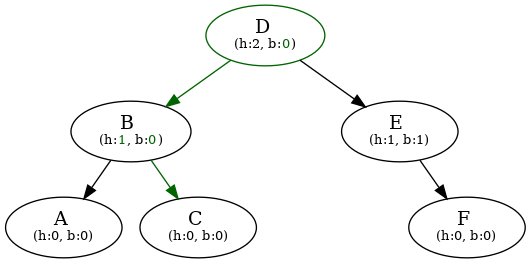 D
(h:2, b:0)
B
(h:1, b:0)
E
(h:1, b:1)
A
(h:0, b:0)
C
(h:0, b:0)
F
(h:0, b:0)